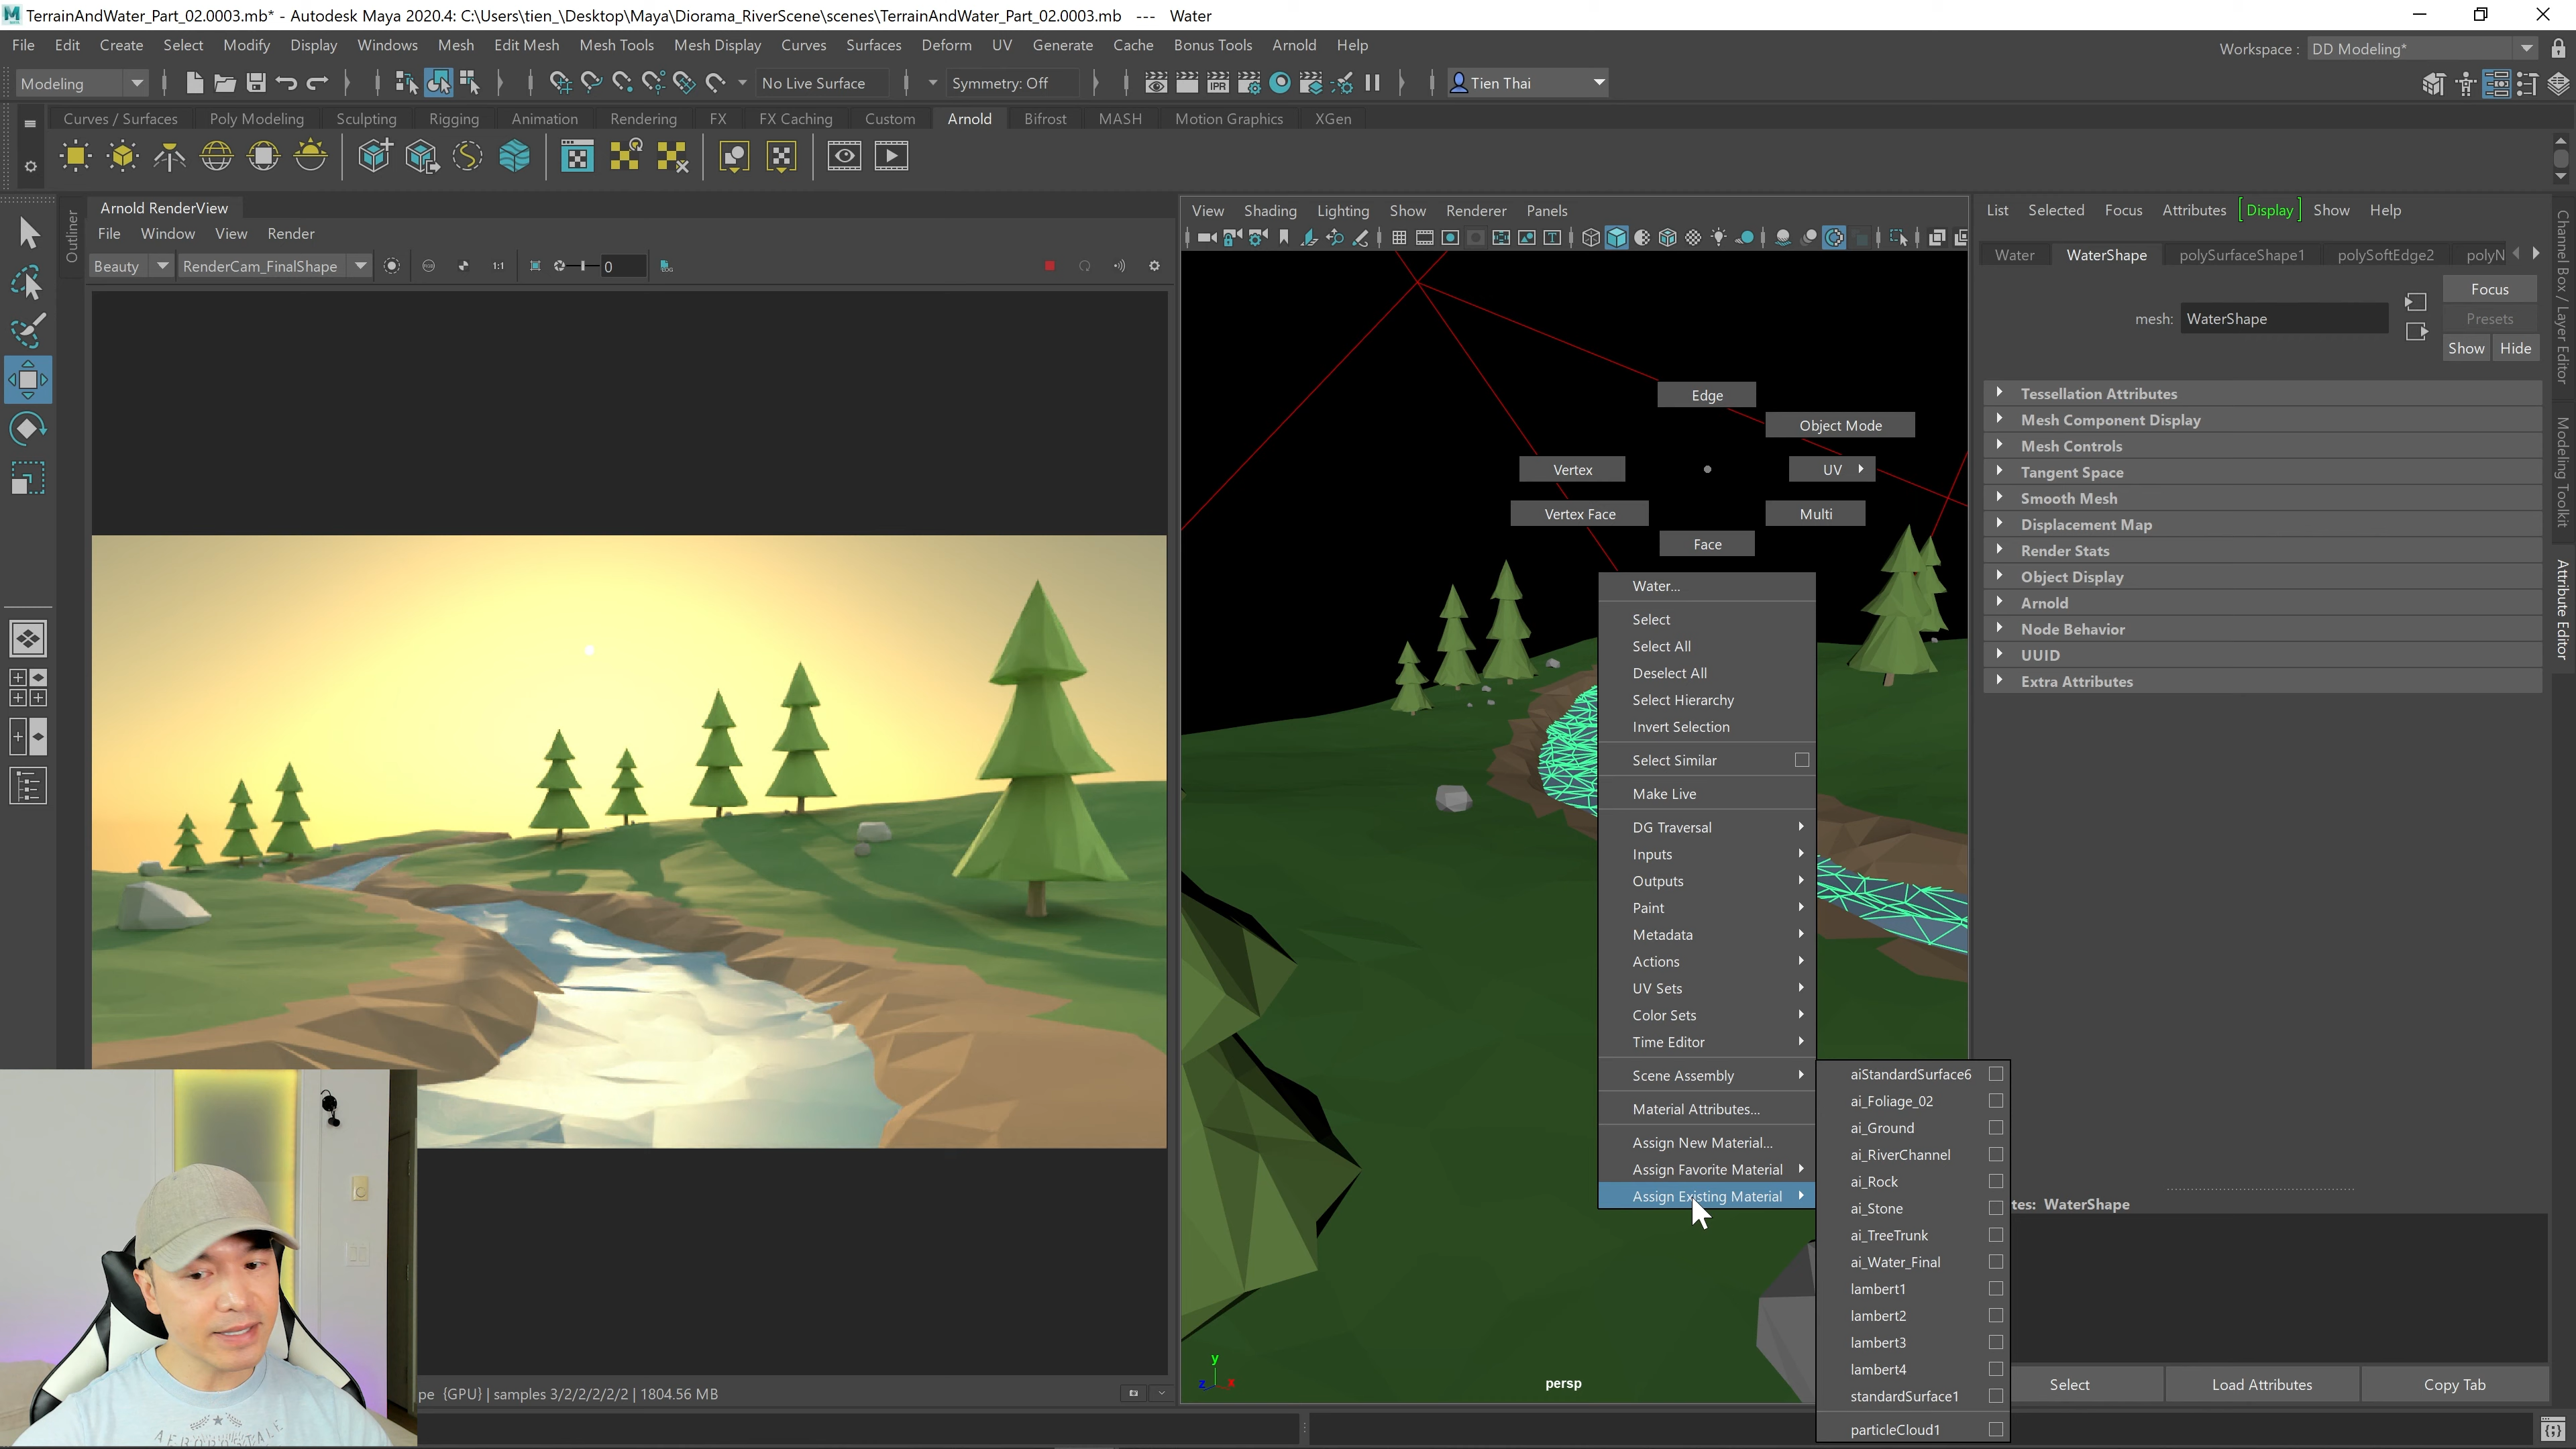 TerrainAndWater_Part_02.0003.mb* - Autodesk Maya 2020.4: C:\Users\tien_\Desktop\Maya\Diorama_RiverScene\scenes\TerrainAndWater_Part_02.0003.mb --- Water
File Edit Create Select Modify Display Windows Mesh Edit Mesh Mesh Tools Mesh Display Curves Surfaces Deform UV Generate Cache Bonus Tools Arnold Help
Workspace : DD Modeling*
Modeling
No Live Surface
Symmetry: Off
IPR
Tien Thai
Curves / Surfaces Poly Modeling Sculpting Rigging Animation Rendering FX FX Caching Custom Arnold Bifrost MASH Motion Graphics XGen
Outliner
Arnold RenderView
File Window View Render
Beauty RenderCam_FinalShape 1:1 0
View Shading Lighting Show Renderer Panels
Edge
Object Mode
Vertex
UV
Vertex Face
Multi
Face
Water...
Select
Select All
Deselect All
Select Hierarchy
Invert Selection
Select Similar
Make Live
DG Traversal
Inputs
Outputs
Paint
Metadata
Actions
UV Sets
Color Sets
Time Editor
Scene Assembly
Material Attributes...
Assign New Material...
Assign Favorite Material
Assign Existing Material
aiStandardSurface6
ai_Foliage_02
ai_Ground
ai_RiverChannel
ai_Rock
ai_Stone
ai_TreeTrunk
ai_Water_Final
lambert1
lambert2
lambert3
lambert4
standardSurface1
particleCloud1
y
z x
persp
List Selected Focus Attributes Display Show Help
Water WaterShape polySurfaceShape1 polySoftEdge2 polyN
mesh: WaterShape
Focus
Presets
Show Hide
Tessellation Attributes
Mesh Component Display
Mesh Controls
Tangent Space
Smooth Mesh
Displacement Map
Render Stats
Object Display
Arnold
Node Behavior
UUID
Extra Attributes
tes: WaterShape
Select Load Attributes Copy Tab
Channel Box / Layer Editor
Modeling Toolkit
Attribute Editor
pe {GPU} | samples 3/2/2/2/2/2 | 1804.56 MB